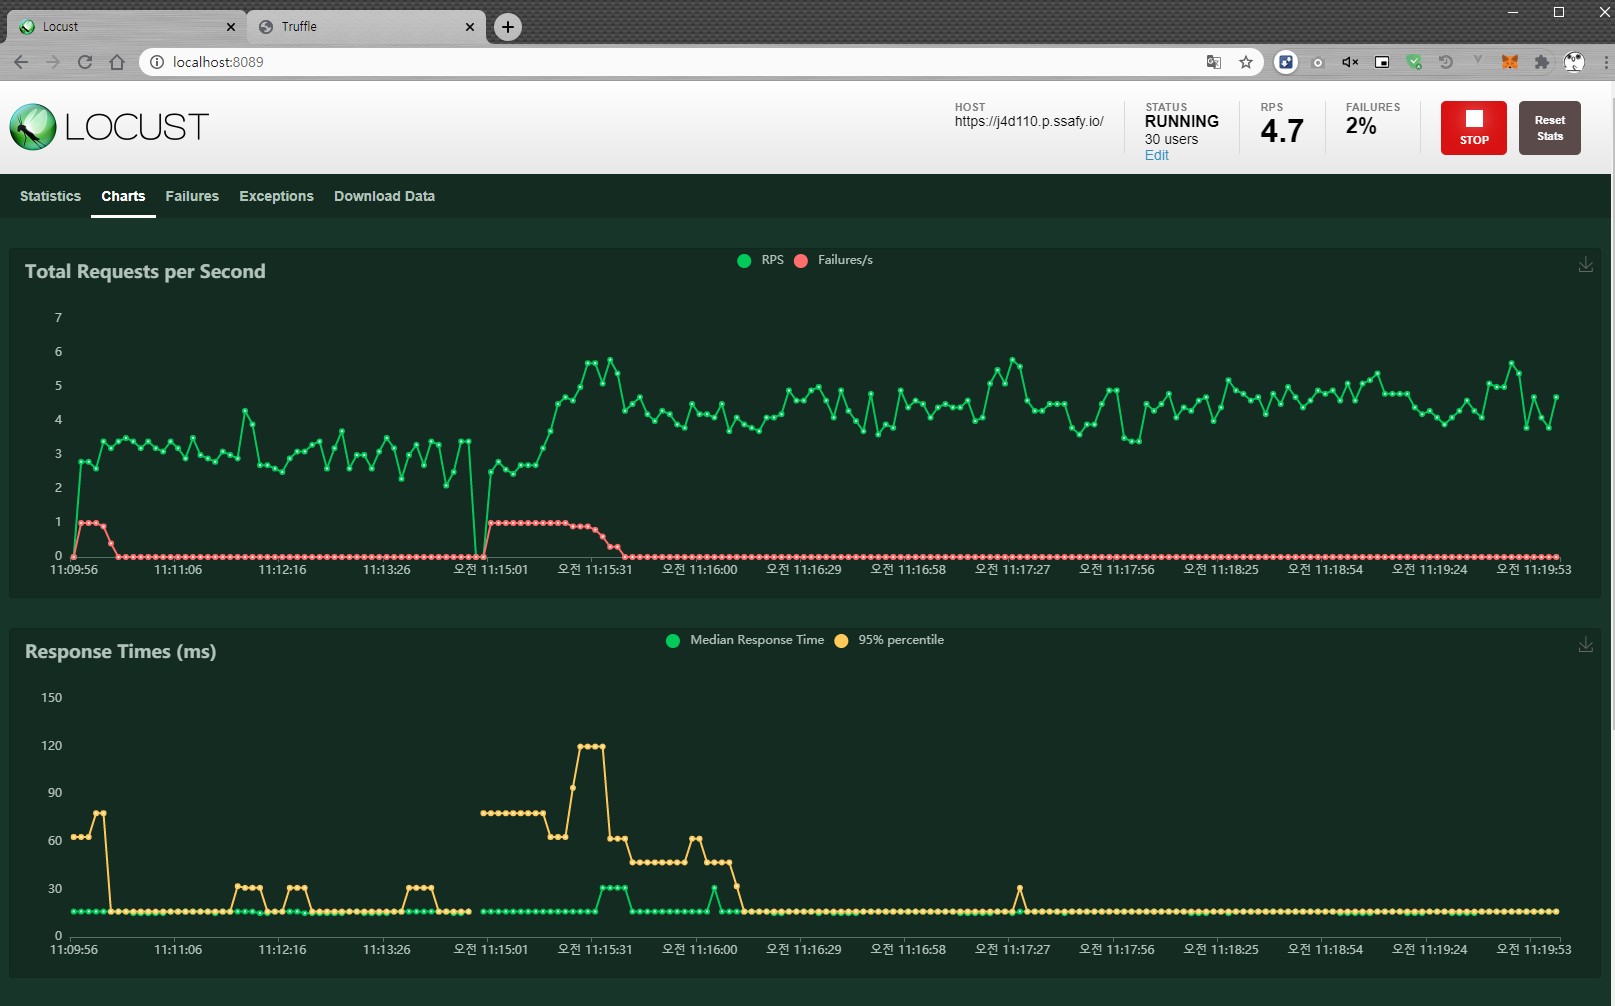 Locust
Truffle
localhost:8089
LOCUST
HOST
https://j4d110.p.ssafy.io/
STATUS
RUNNING
30 users
Edit
RPS
4.7
FAILURES
2%
STOP
Reset
Stats
Statistics Charts Failures Exceptions Download Data
Total Requests per Second
RPS Failures/s
7
6
5
4
3
2
1
0
11:09:56 11:11:06 11:12:16 11:13:26 오전 11:15:01 오전 11:15:31 오전 11:16:00 오전 11:16:29 오전 11:16:58 오전 11:17:27 오전 11:17:56 오전 11:18:25 오전 11:18:54 오전 11:19:24 오전 11:19:53
Response Times (ms)
Median Response Time 95% percentile
150
120
90
60
30
0
11:09:56 11:11:06 11:12:16 11:13:26 오전 11:15:01 오전 11:15:31 오전 11:16:00 오전 11:16:29 오전 11:16:58 오전 11:17:27 오전 11:17:56 오전 11:18:25 오전 11:18:54 오전 11:19:24 오전 11:19:53